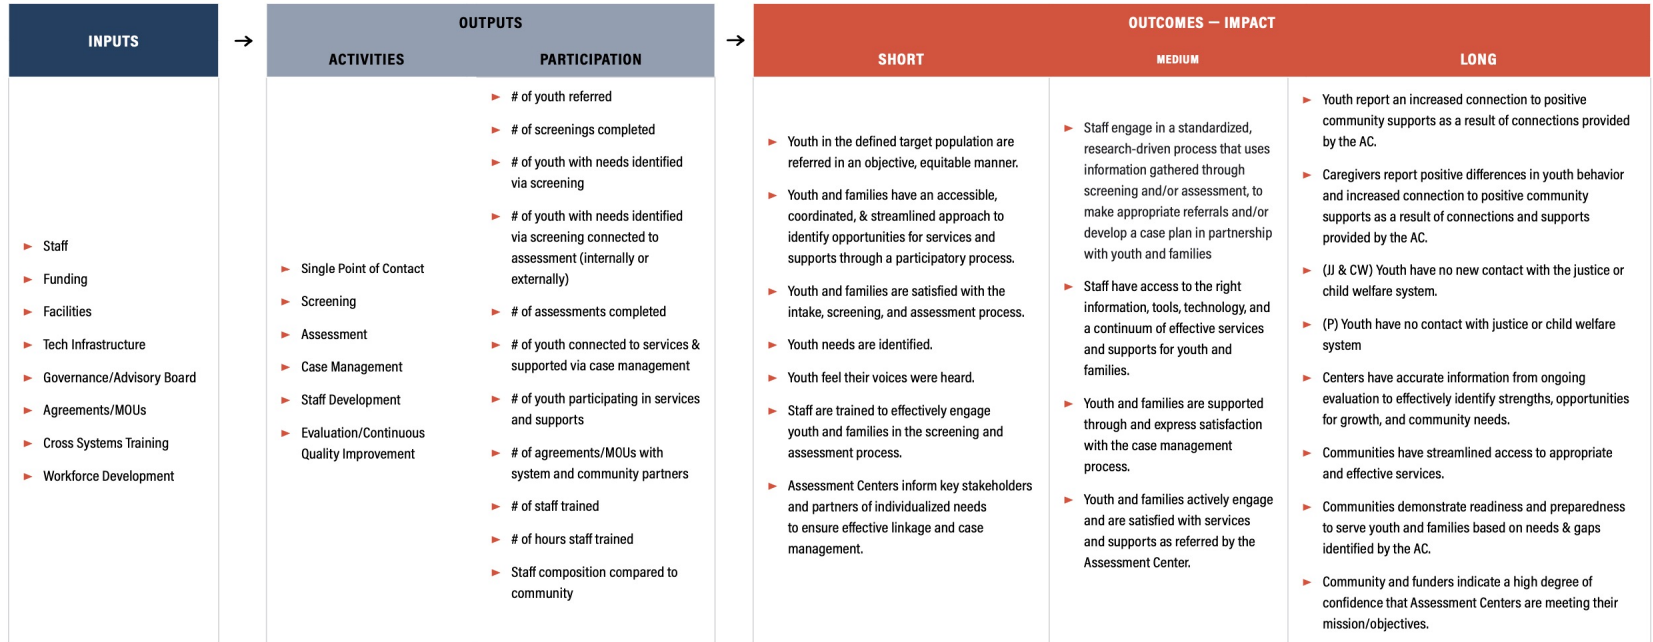 INPUTS
Staff
Funding
Facilities
Tech Infrastructure
Governance/Advisory Board
Agreements/MOUs
Cross Systems Training
Workforce Development
OUTPUTS
ACTIVITIES
Single Point of Contact
Screening
Assessment
Case Management
Staff Development
Evaluation/Continuous
Quality Improvement
PARTICIPATION
# of youth referred
# of screenings completed
# of youth with needs identified
via screening
# of youth with needs identified
via screening connected to
assessment (internally or
externally)
# of assessments completed
# of youth connected to services &
supported via case management
# of youth participating in services
and supports
# of agreements/MOUs with
system and community partners
# of staff trained
# of hours staff trained
Staff composition compared to
community
OUTCOMES — IMPACT
SHORT
Youth in the defined target population are
referred in an objective, equitable manner.
Youth and families have an accessible,
coordinated, & streamlined approach to
identify opportunities for services and
supports through a participatory process.
Youth and families are satisfied with the
intake, screening, and assessment process.
Youth needs are identified.
Youth feel their voices were heard.
Staff are trained to effectively engage
youth and families in the screening and
assessment process.
Assessment Centers inform key stakeholders
and partners of individualized needs
to ensure effective linkage and case
management.
MEDIUM
Staff engage in a standardized,
research-driven process that uses
information gathered through
screening and/or assessment, to
make appropriate referrals and/or
develop a case plan in partnership
with youth and families
Staff have access to the right
information, tools, technology, and
a continuum of effective services
and supports for youth and
families.
Youth and families are supported
through and express satisfaction
with the case management
process.
Youth and families actively engage
and are satisfied with services
and supports as referred by the
Assessment Center.
LONG
Youth report an increased connection to positive
community supports as a result of connections provided
by the AC.
Caregivers report positive differences in youth behavior
and increased connection to positive community
supports as a result of connections and supports
provided by the AC.
(JJ & CW) Youth have no new contact with the justice or
child welfare system.
(P) Youth have no contact with justice or child welfare
system
Centers have accurate information from ongoing
evaluation to effectively identify strengths, opportunities
for growth, and community needs.
Communities have streamlined access to appropriate
and effective services.
Communities demonstrate readiness and preparedness
to serve youth and families based on needs & gaps
identified by the AC.
Community and funders indicate a high degree of
confidence that Assessment Centers are meeting their
mission/objectives.